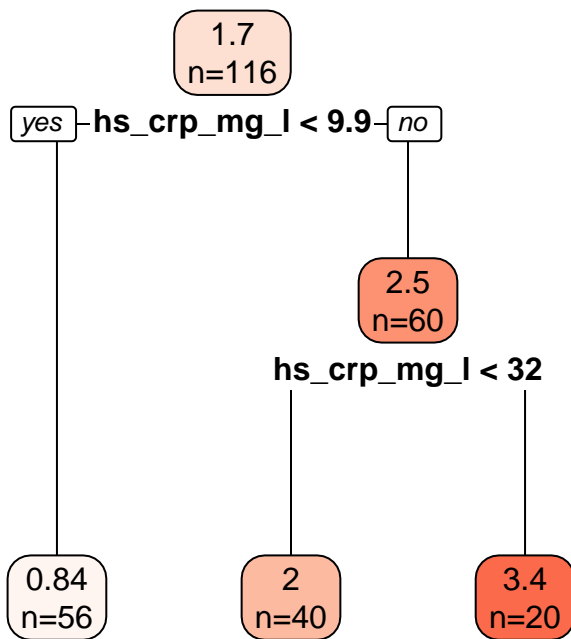 1.7
n=116
yes hs_crp_mg_l < 9.9 no
2.5
n=60
hs_crp_mg_l < 32
0.84
n=56
2
n=40
3.4
n=20